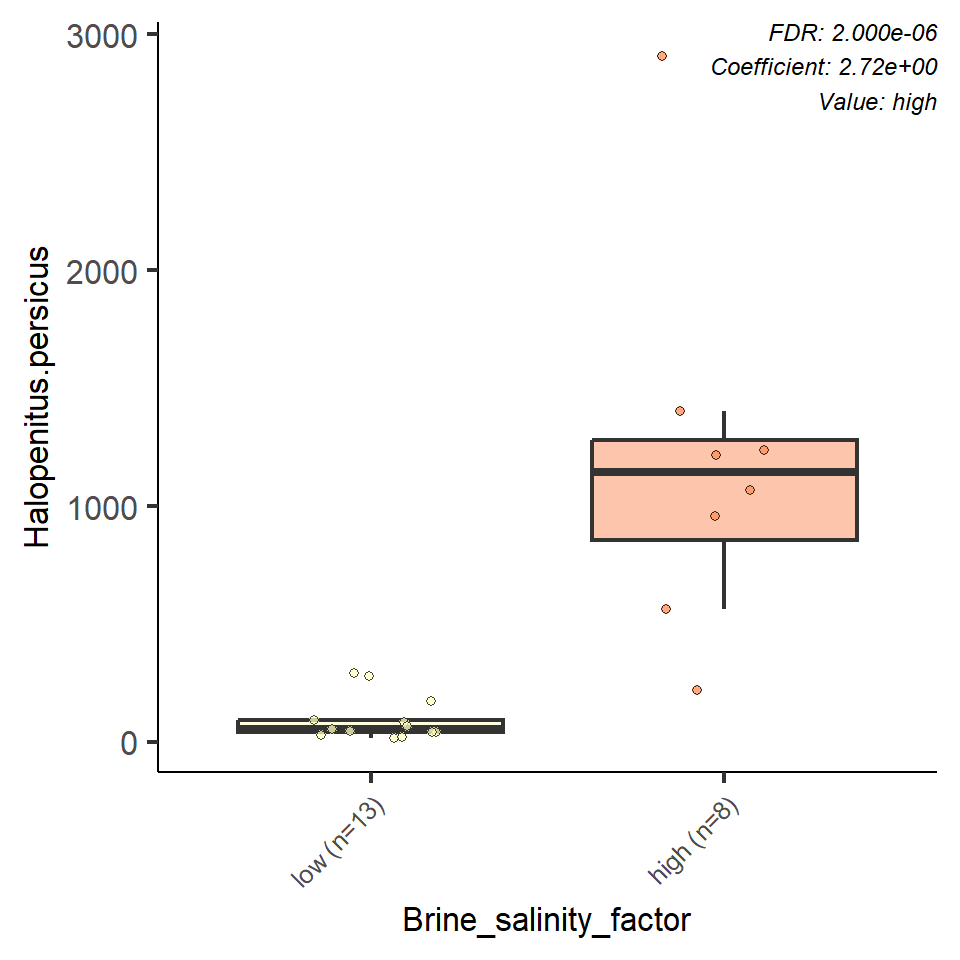 FDR: 2.000e-06
Coefficient: 2.72e+00
Value: high
3000
2000
1000
0
Halopenitus.persicus
low (n=13)
high (n=8)
Brine_salinity_factor